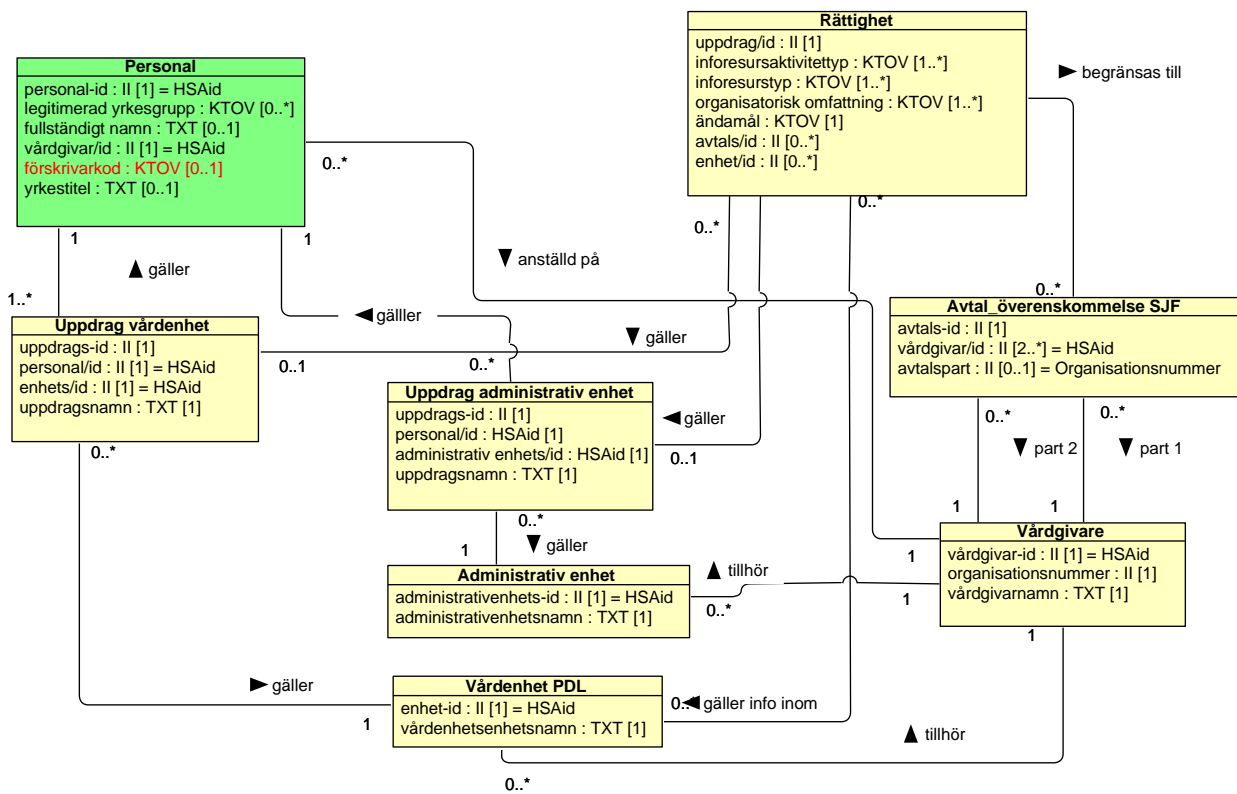 Rättighet
uppdrag/id : II [1]
inforesursaktivitettyp : KTOV [1..*]
inforesurstyp : KTOV [1..*]
organisatorisk omfattning : KTOV [1..*]
ändamål : KTOV [1]
avtals/id : II [0..*]
enhet/id : II [0..*]
begränsas till
Personal
personal-id : II [1] = HSAid
legitimerad yrkesgrupp : KTOV [0..*]
fullständigt namn : TXT [0..1]
vårdgivar/id : II [1] = HSAid
förskrivarkod : KTOV [0..1]
yrkestitel : TXT [0..1]
0..*
0..*
0..*
1
1
gäller
anställd på
1..*
0..*
Uppdrag vårdenhet
uppdrags-id : II [1]
personal/id : II [1] = HSAid
enhets/id : II [1] = HSAid
uppdragsnamn : TXT [1]
gälller
gäller
0..1
0..*
0..*
Avtal_överenskommelse SJF
avtals-id : II [1]
vårdgivar/id : II [2..*] = HSAid
avtalspart : II [0..1] = Organisationsnummer
Uppdrag administrativ enhet
uppdrags-id : II [1]
personal/id : HSAid [1]
administrativ enhets/id : HSAid [1]
uppdragsnamn : TXT [1]
gäller
0..1
0..*
0..*
part 2
part 1
1
1
0..*
gäller
1
Administrativ enhet
administrativenhets-id : II [1] = HSAid
administrativenhetsnamn : TXT [1]
tillhör
0..*
1
1
Vårdgivare
vårdgivar-id : II [1] = HSAid
organisationsnummer : II [1]
vårdgivarnamn : TXT [1]
1
gäller
1
Vårdenhet PDL
enhet-id : II [1] = HSAid
vårdenhetsenhetsnamn : TXT [1]
gäller info inom
tillhör
0..*